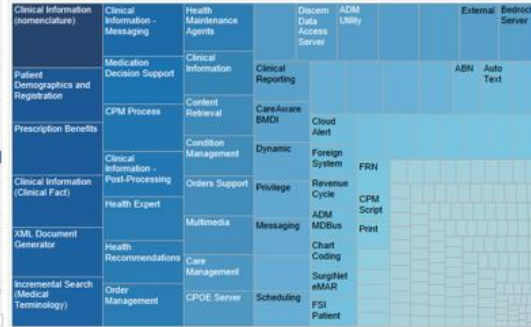 Clinical Information
(nomenclature)
Patient
Demographics and
Registration
Prescription Benefits
Clinical Information
(Clinical Fact)
XML Document
Generator
Incremental Search
(Medical
Terminology)
Clinical
Information -
Messaging
Medication
Decision Support
CPM Process
Clinical
Information -
Post-Processing
Health Expert
Health
Recommendations
Order
Management
Health
Maintenance
Agents
Clinical
Information
Content
Retrieval
Condition
Management
Orders Support
Multimedia
Care
Management
CPOE Server
Clinical
Reporting
CareAware
BMDI
Dynamic
Privilege
Messaging
Scheduling
Discern
Data
Access
Server
ADM
Utility
Cloud
Alert
Foreign
System
Revenue
Cycle
ADM
MDBus
Chart
Coding
SurgiNet
eMAR
FSI
Patient
FRN
CPM
Script
Print
External
Bedrock
Server
ABN
Auto
Text